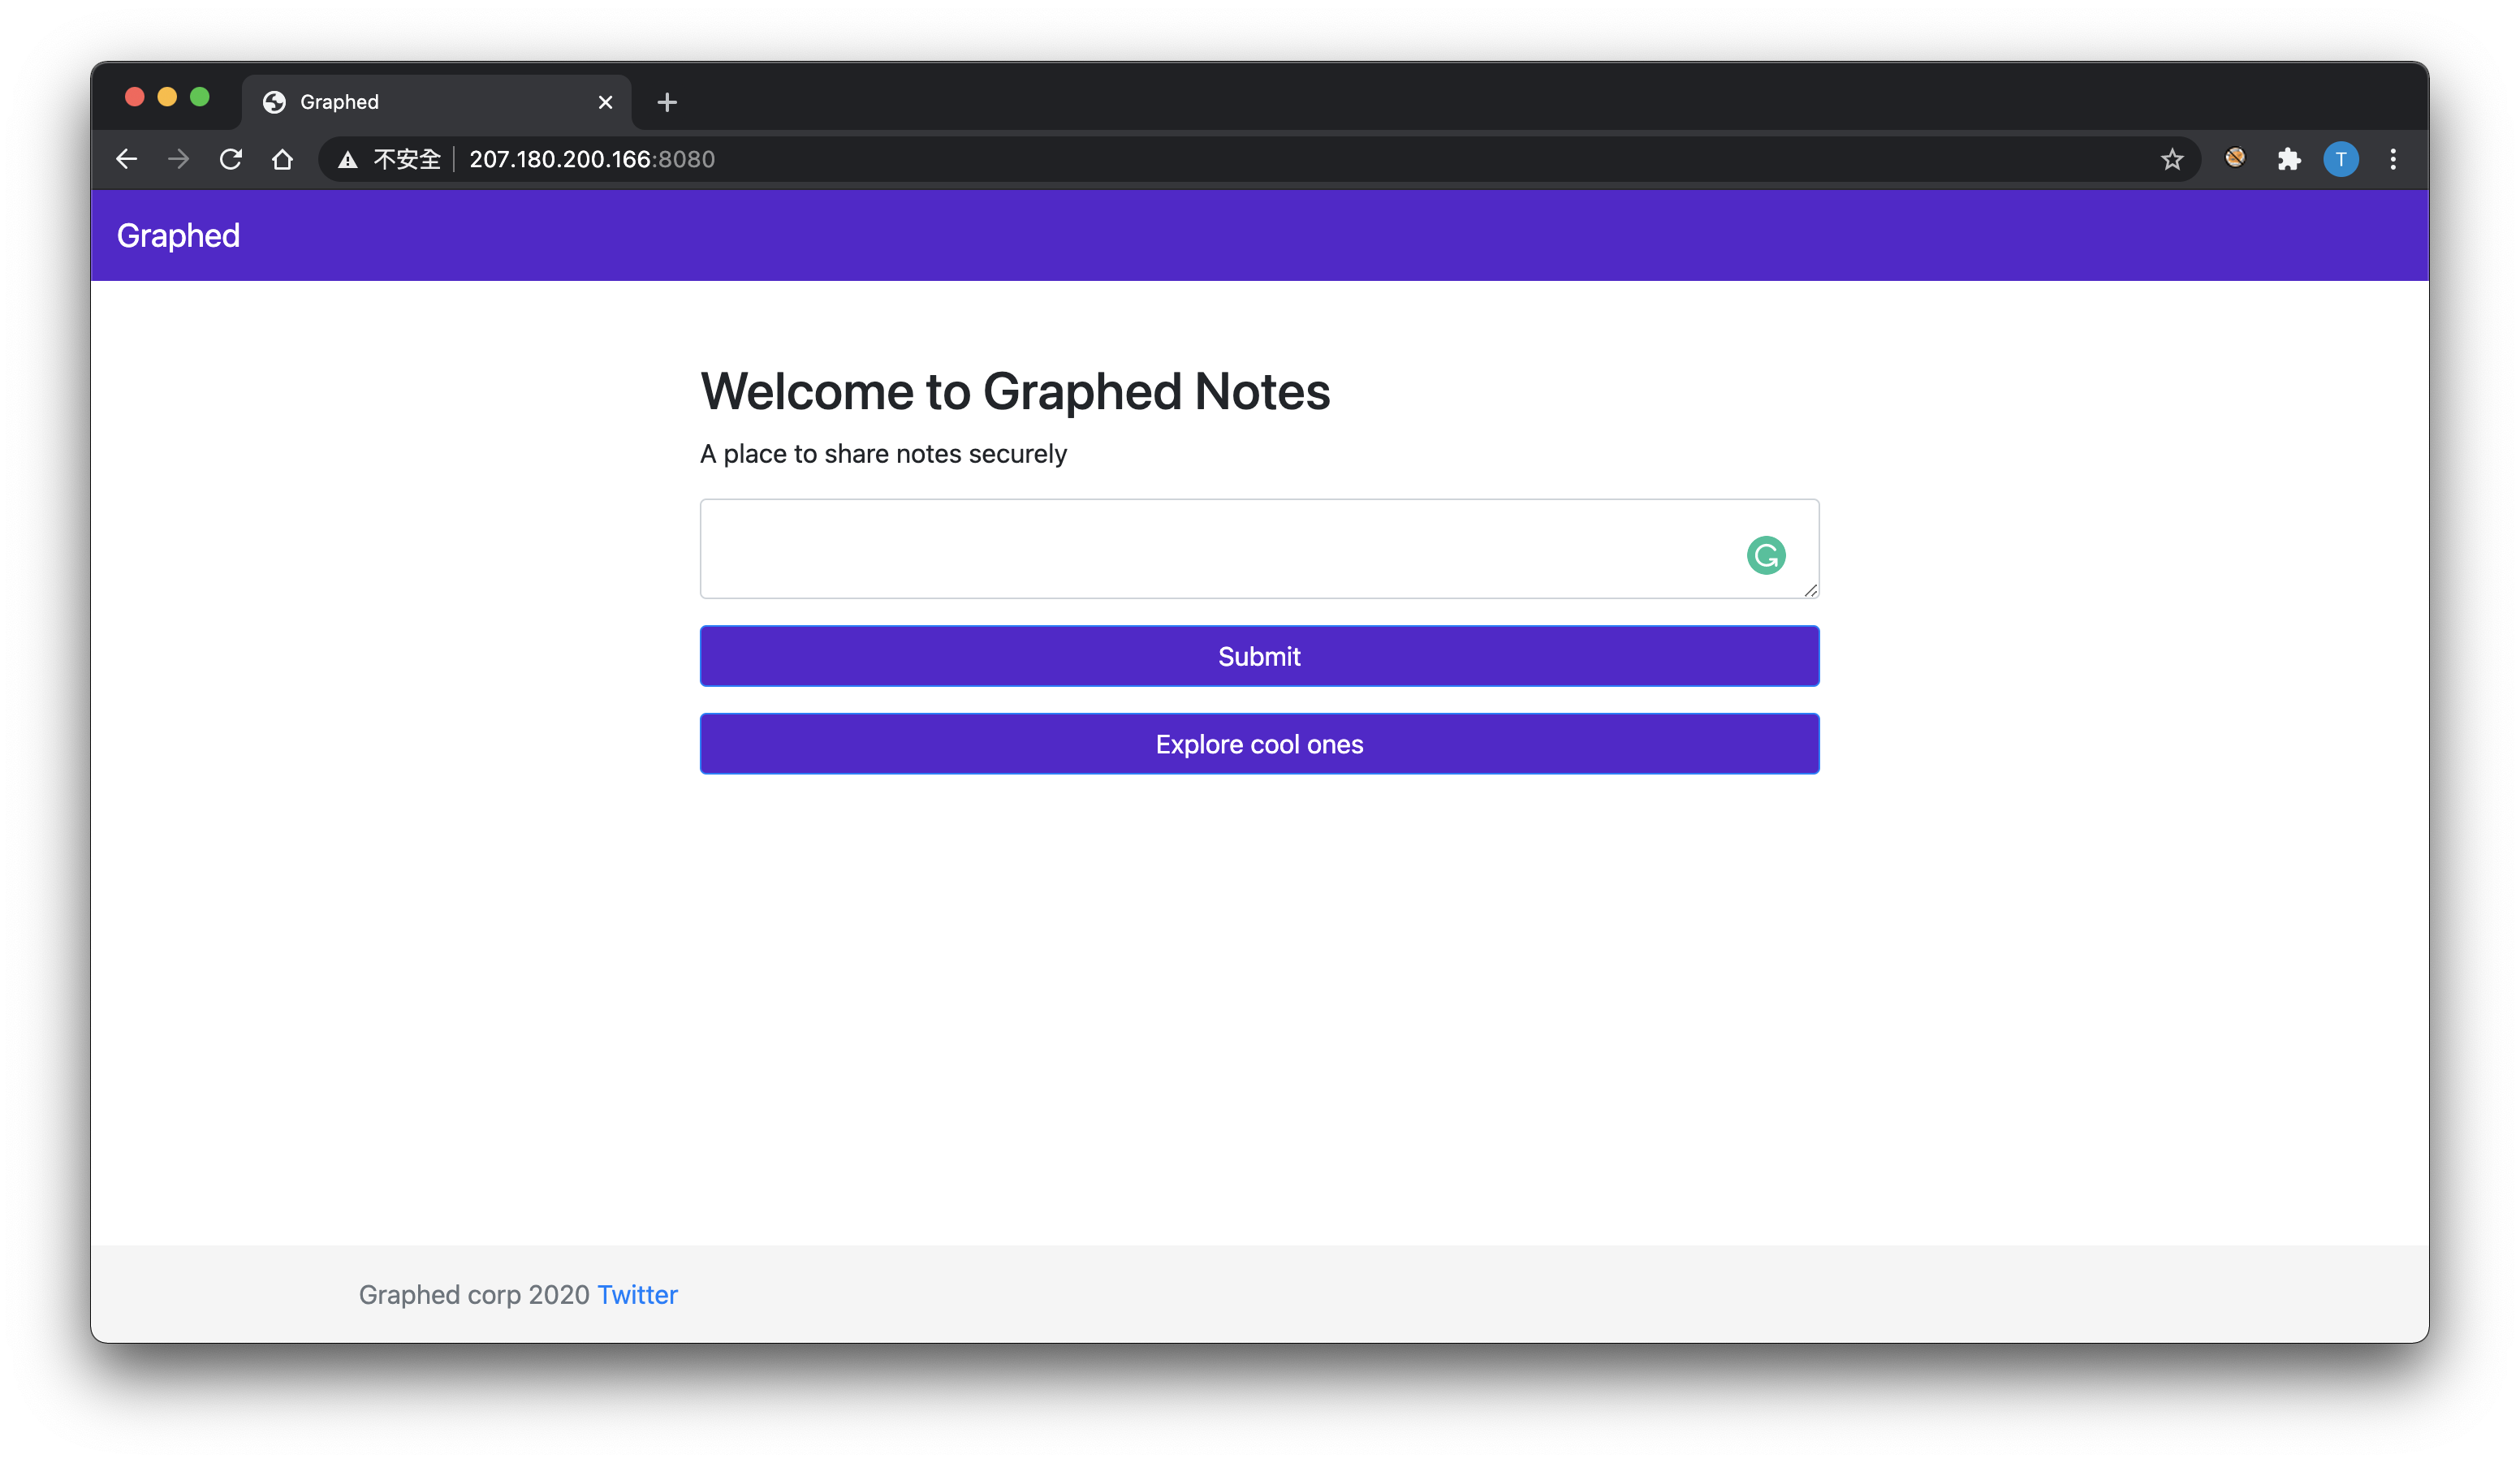 Graphed
不安全 207.180.200.166:8080
T
Graphed
Welcome to Graphed Notes
A place to share notes securely
Submit
Explore cool ones
Graphed corp 2020 Twitter